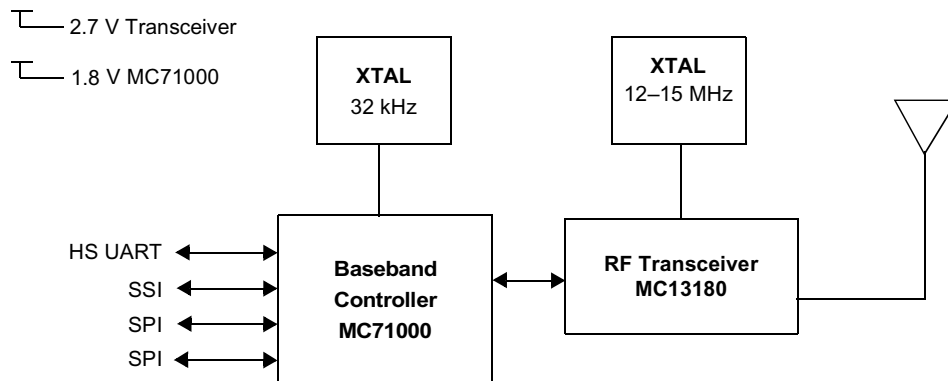 2.7 V Transceiver
1.8 V MC71000
XTAL
32 kHz
XTAL
12–15 MHz
HS UART
SSI
SPI
SPI
Baseband
Controller
MC71000
RF Transceiver
MC13180